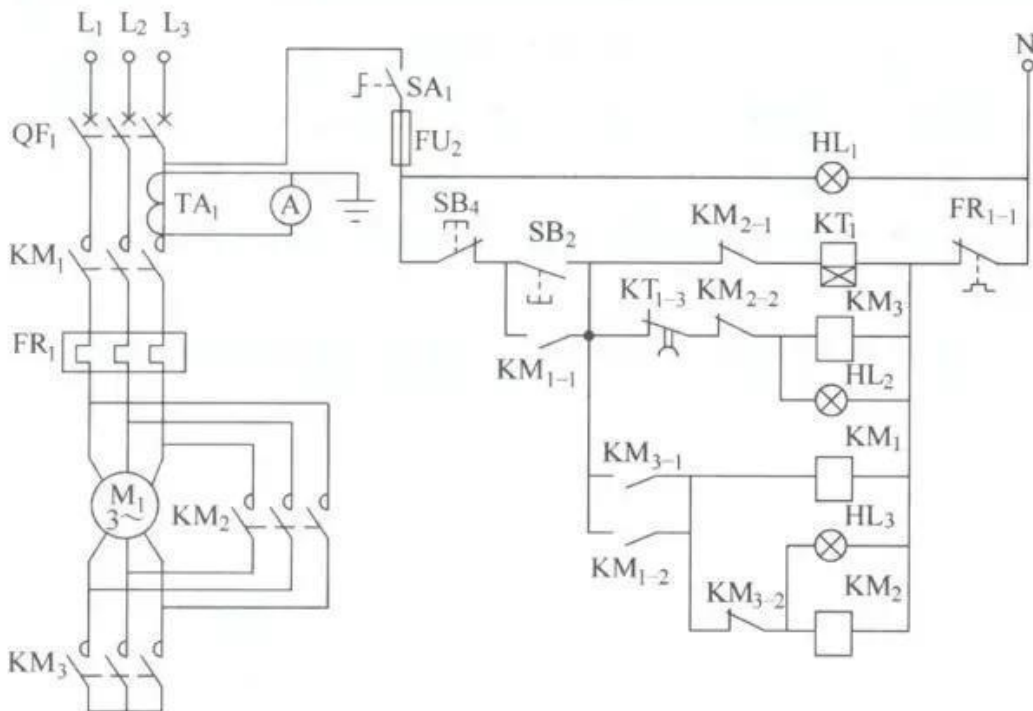 L₁ L₂ L₃
N
SA₁
QF₁
FU₂
HL₁
TA₁
A
SB₄
SB₂
KM₂₋₁
KT₁
FR₁₋₁
KM₁
KT₁₋₃
KM₂₋₂
KM₃
FR₁
KM₁₋₁
HL₂
KM₁
KM₃₋₁
M₁
3~
KM₂
HL₃
KM₁₋₂
KM₃₋₂
KM₂
KM₃